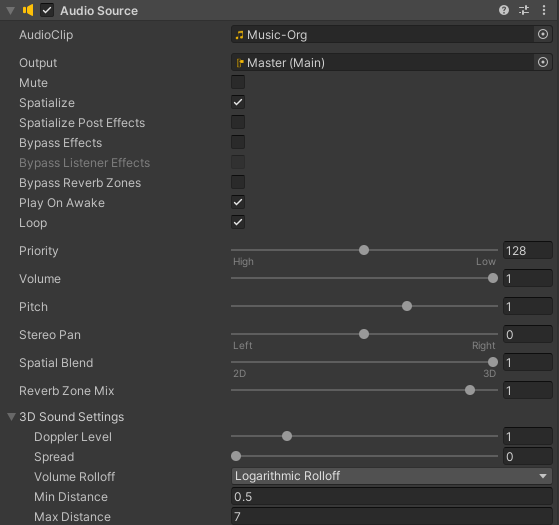 Audio Source
AudioClip Music-Org
Output Master (Main)
Mute
Spatialize
Spatialize Post Effects
Bypass Effects
Bypass Listener Effects
Bypass Reverb Zones
Play On Awake
Loop
Priority 128
High Low
Volume 1
Pitch 1
Stereo Pan 0
Left Right
Spatial Blend 1
2D 3D
Reverb Zone Mix 1
3D Sound Settings
Doppler Level 1
Spread 0
Volume Rolloff Logarithmic Rolloff
Min Distance 0.5
Max Distance 7